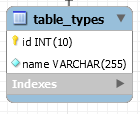 table_types
id INT(10)
name VARCHAR(255)
Indexes